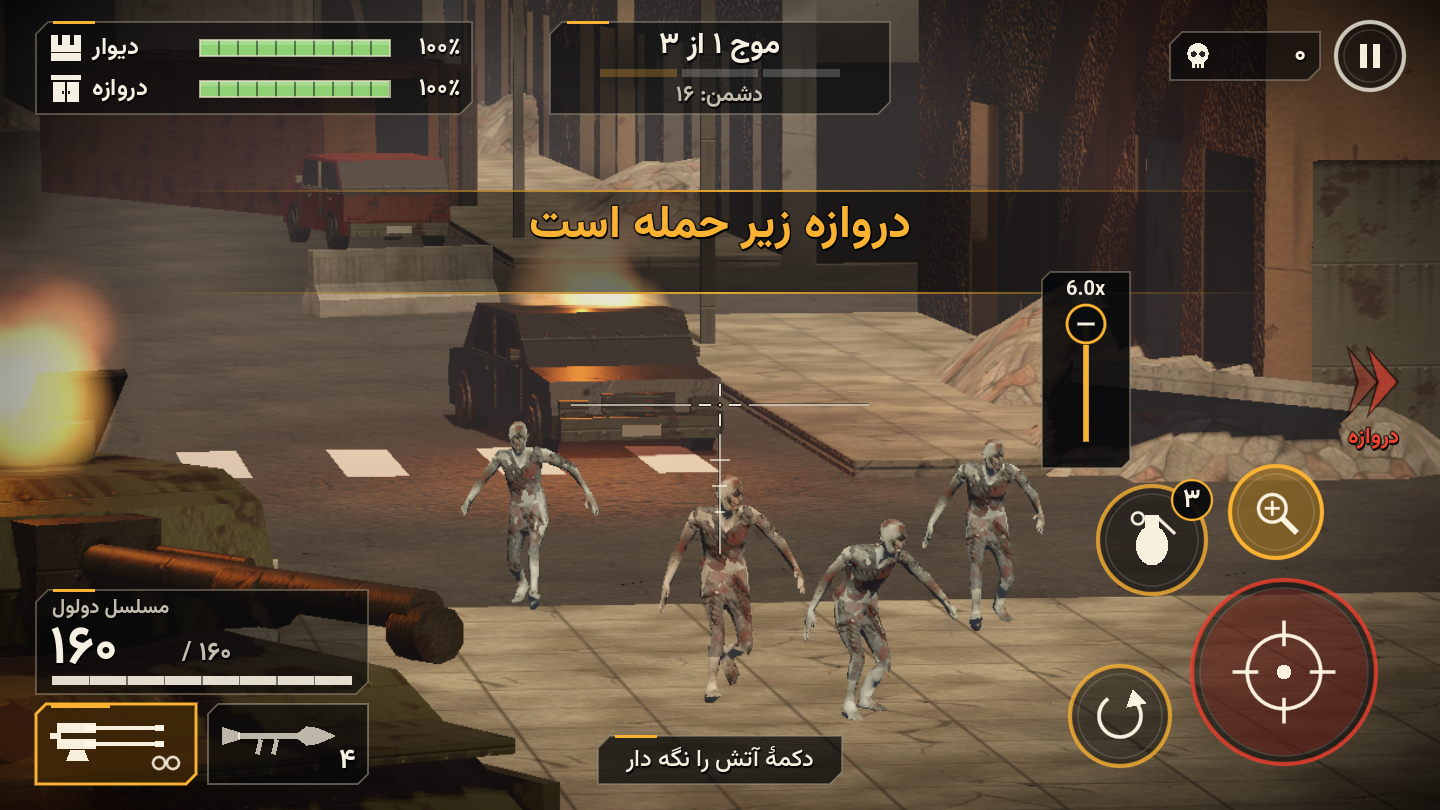 دیوار ۱۰۰٪
دروازه ۱۰۰٪
موج ۱ از ۳
دشمن: ۱۶
۰
دروازه زیر حمله است
6.0x
دروازه
۳
مسلسل دولول
۱۶۰ / ۱۶۰
∞
۴
دکمهٔ آتش را نگه دار